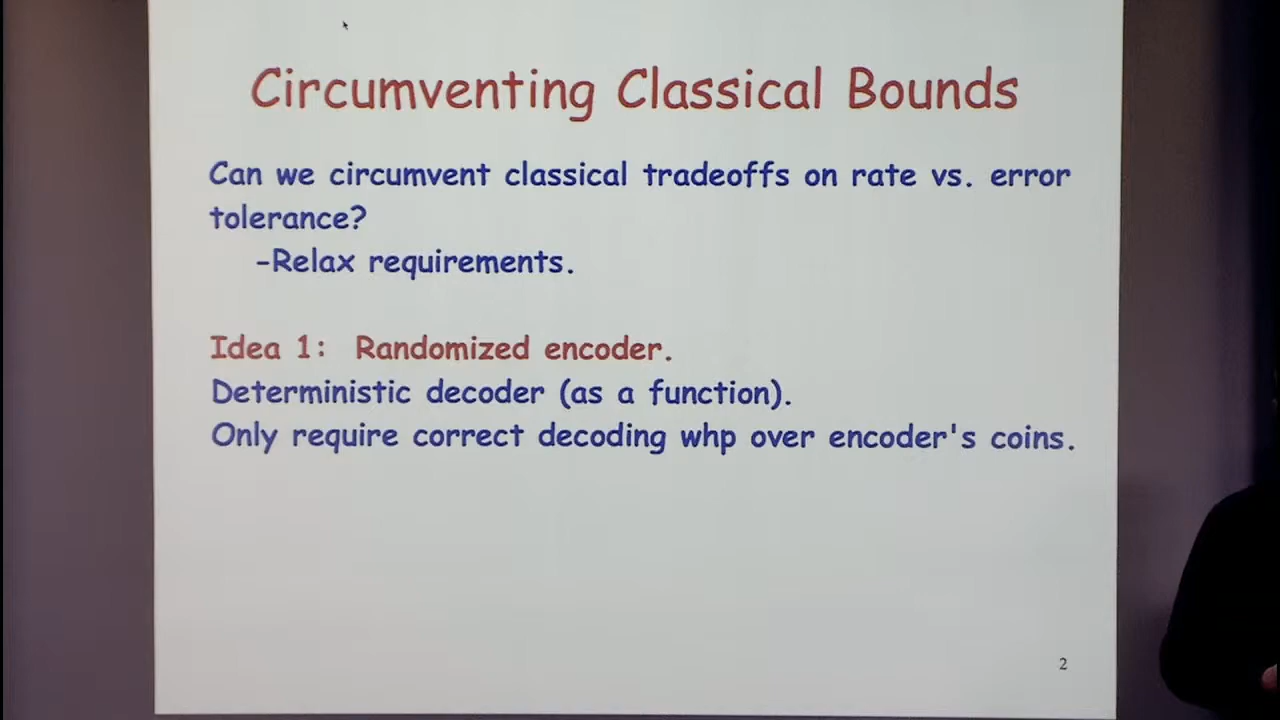 Circumventing Classical Bounds
Can we circumvent classical tradeoffs on rate vs. error
tolerance?
-Relax requirements.
Idea 1: Randomized encoder.
Deterministic decoder (as a function).
Only require correct decoding whp over encoder's coins.
2